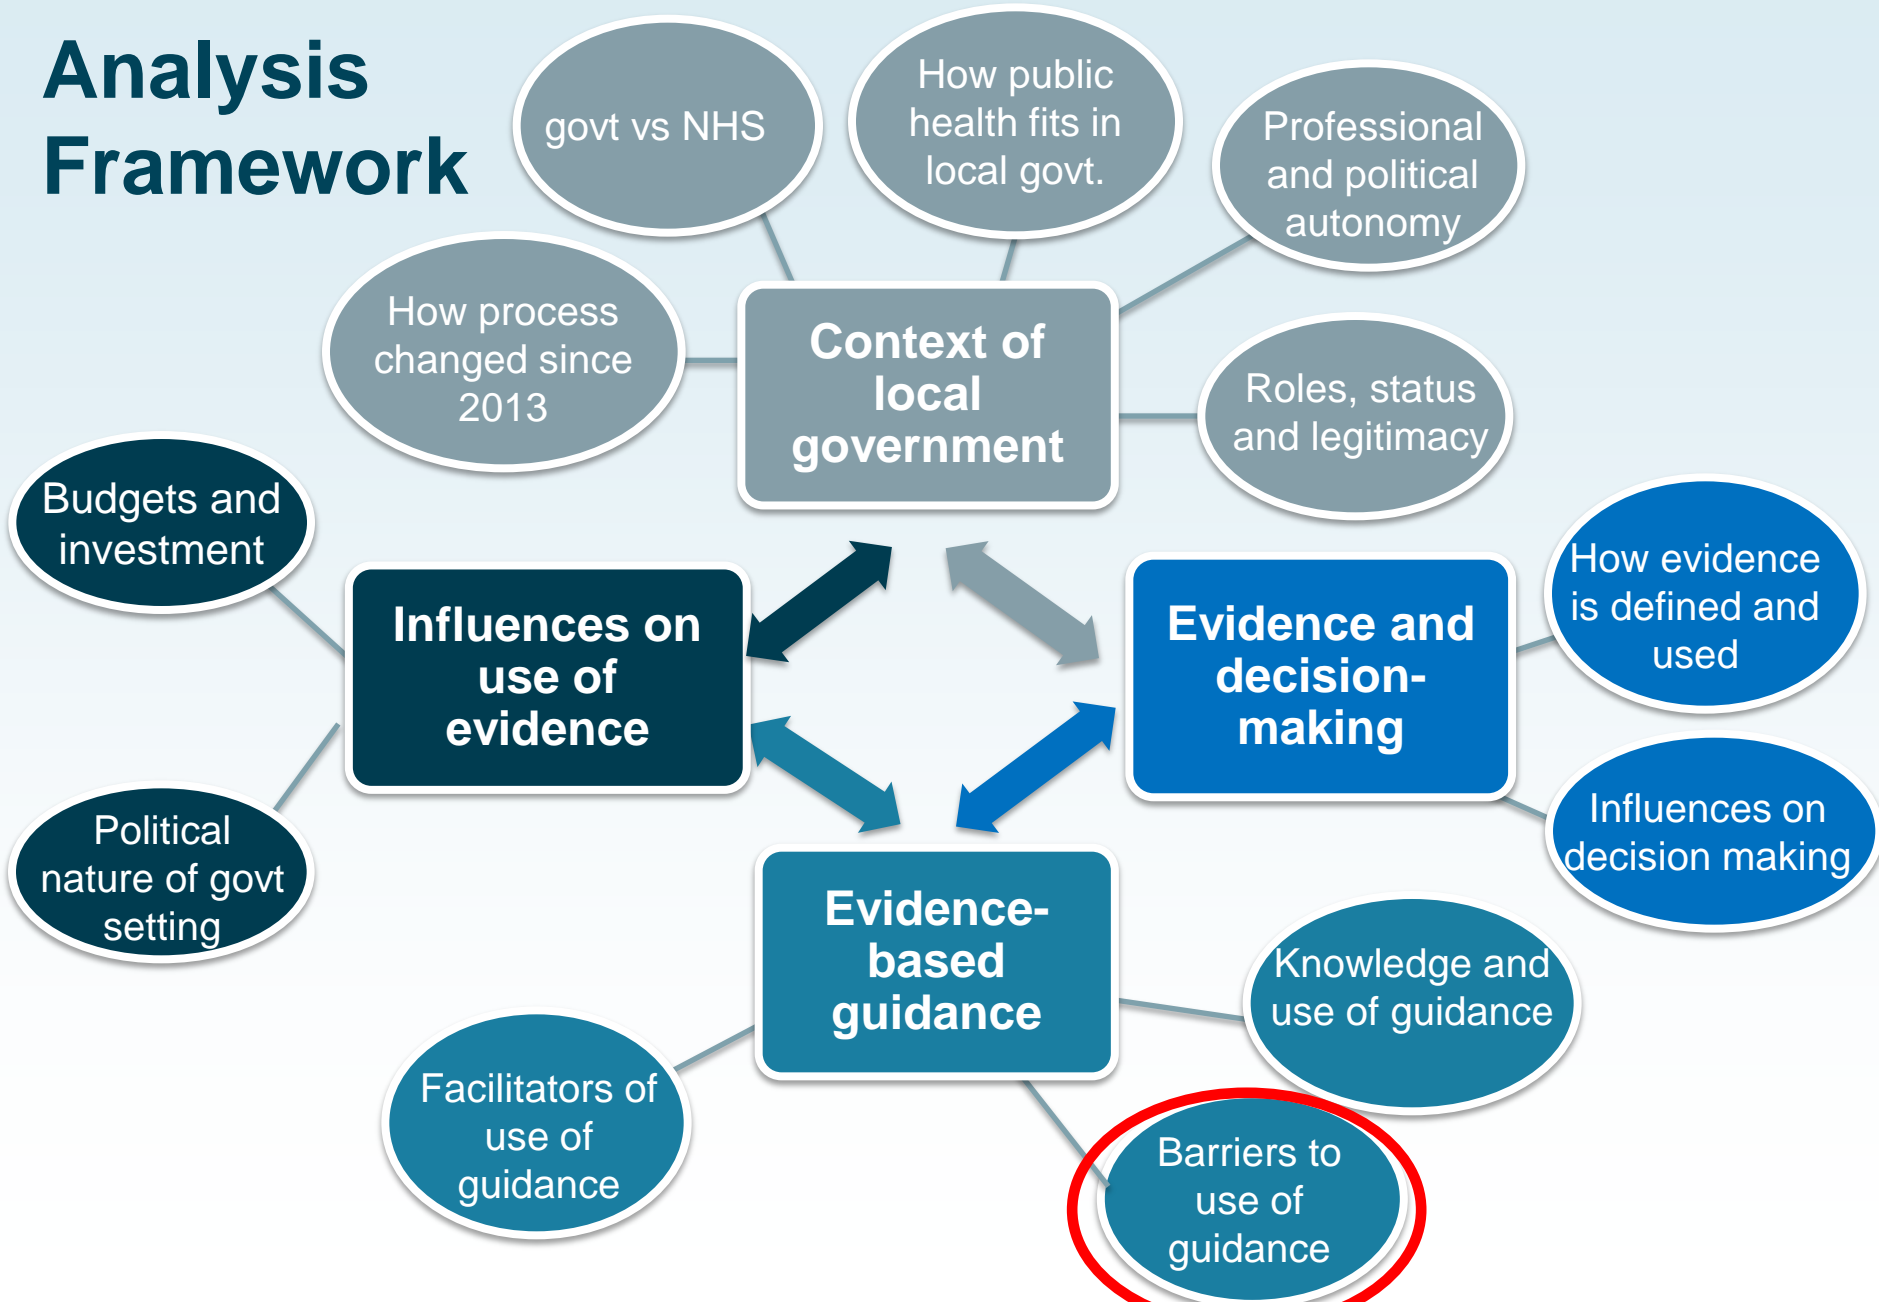 Analysis
Framework
govt vs NHS
How public
health fits in
local govt.
Professional
and political
autonomy
How process
changed since
2013
Context of
local
government
Roles, status
and legitimacy
Budgets and
investment
Influences on
use of
evidence
Evidence and
decision-
making
How evidence
is defined and
used
Political
nature of govt
setting
Influences on
decision making
Evidence-
based
guidance
Knowledge and
use of guidance
Facilitators of
use of
guidance
Barriers to
use of
guidance